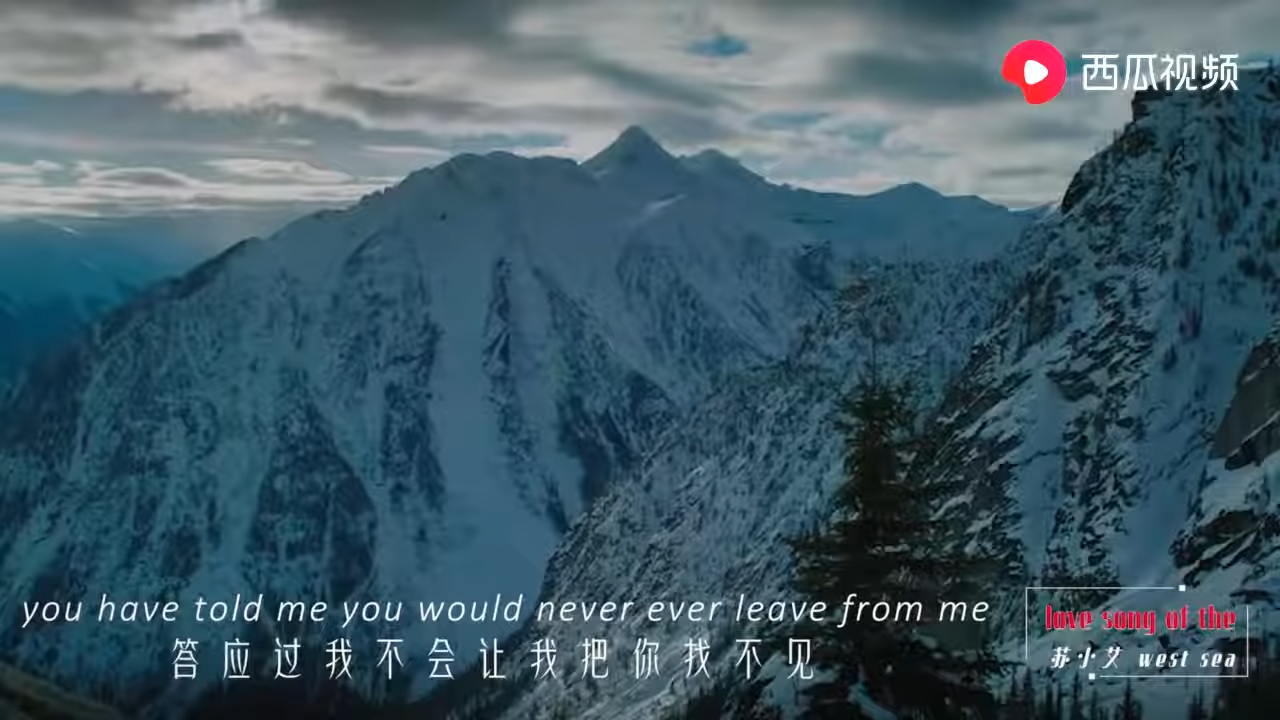 西瓜视频
you have told me you would never ever leave from me
答应过我不会让我把你找不见
love song of the
苏小女 west sea